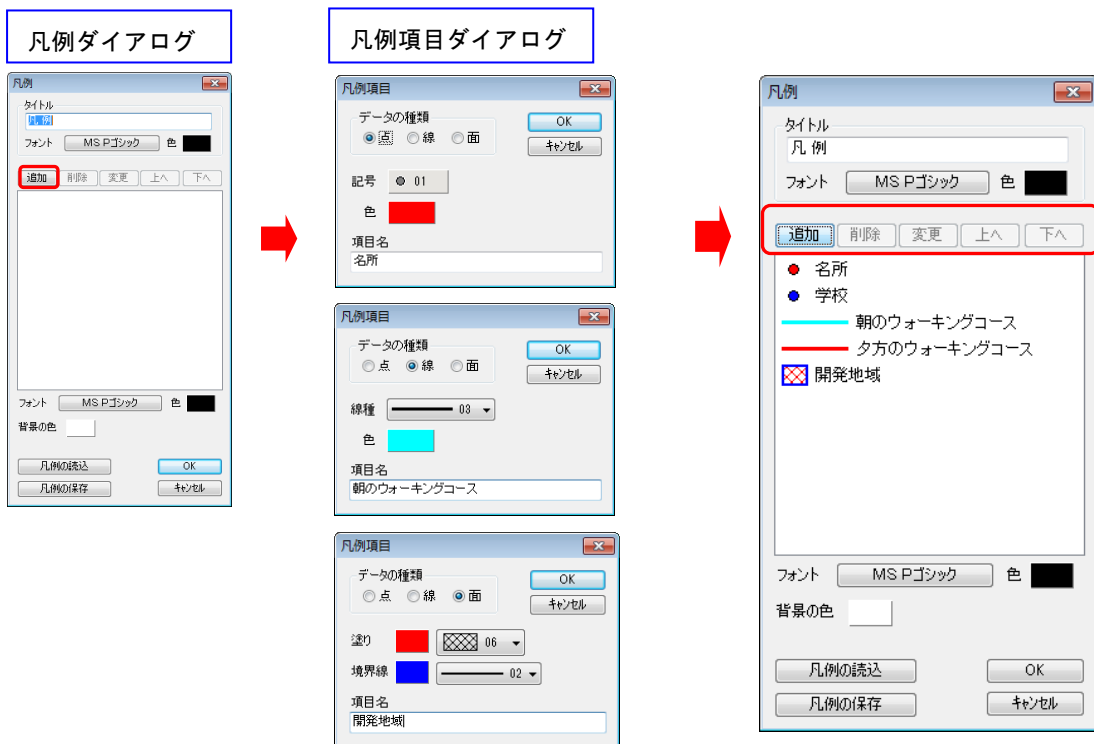 凡例ダイアログ
凡例
タイトル
凡 例
フォント MS Pゴシック 色
追加 削除 変更 上へ 下へ
フォント MS Pゴシック 色
背景の色
凡例の読込 OK
凡例の保存 キャンセル
凡例項目ダイアログ
凡例項目
データの種類
点 線 面
OK
キャンセル
記号 01
色
項目名
名所
凡例項目
データの種類
点 線 面
OK
キャンセル
線種 03
色
項目名
朝のウォーキングコース
凡例項目
データの種類
点 線 面
OK
キャンセル
塗り 06
境界線 02
項目名
開発地域
凡例
タイトル
凡 例
フォント MS Pゴシック 色
追加 削除 変更 上へ 下へ
名所
学校
朝のウォーキングコース
夕方のウォーキングコース
開発地域
フォント MS Pゴシック 色
背景の色
凡例の読込 OK
凡例の保存 キャンセル